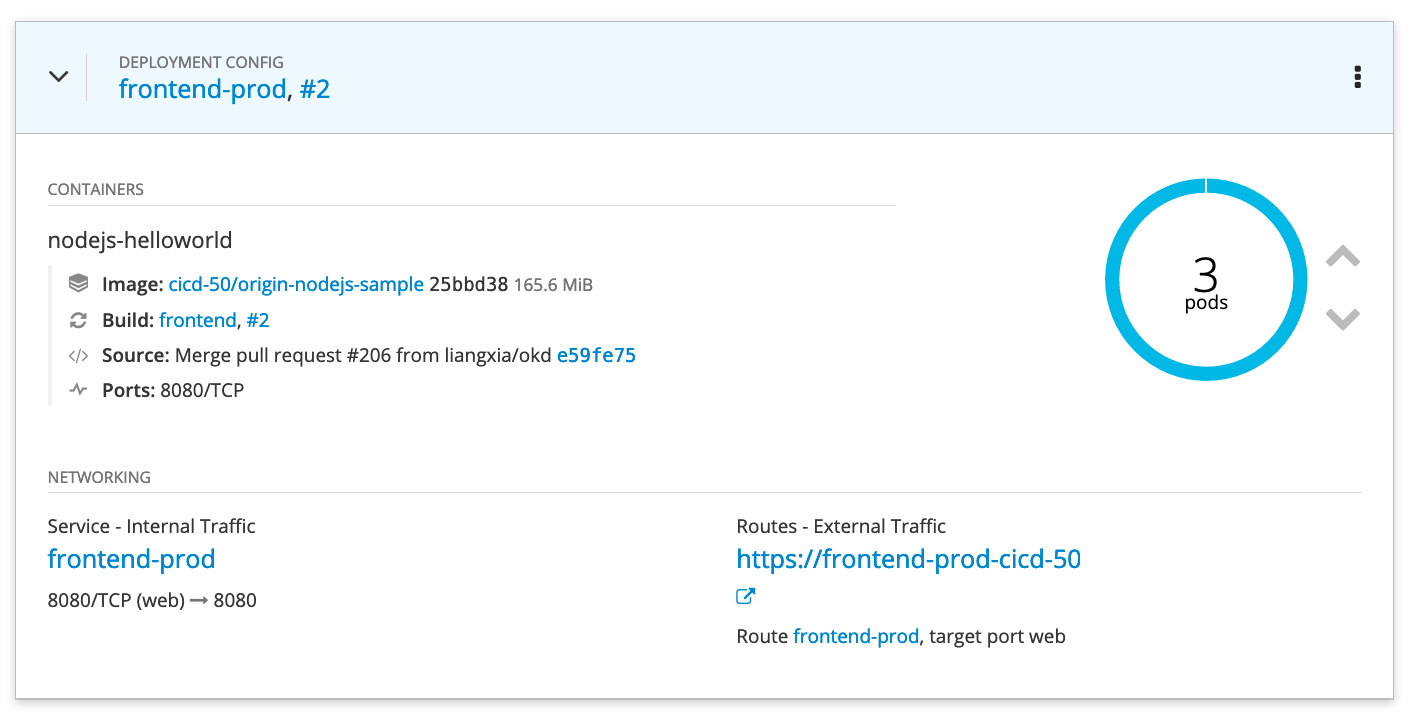 DEPLOYMENT CONFIG
frontend-prod, #2
CONTAINERS
nodejs-helloworld
Image: cicd-50/origin-nodejs-sample 25bbd38 165.6 MiB
Build: frontend, #2
Source: Merge pull request #206 from liangxia/okd e59fe75
Ports: 8080/TCP
3
pods
NETWORKING
Service - Internal Traffic
frontend-prod
8080/TCP (web) → 8080
Routes - External Traffic
https://frontend-prod-cicd-50
Route frontend-prod, target port web